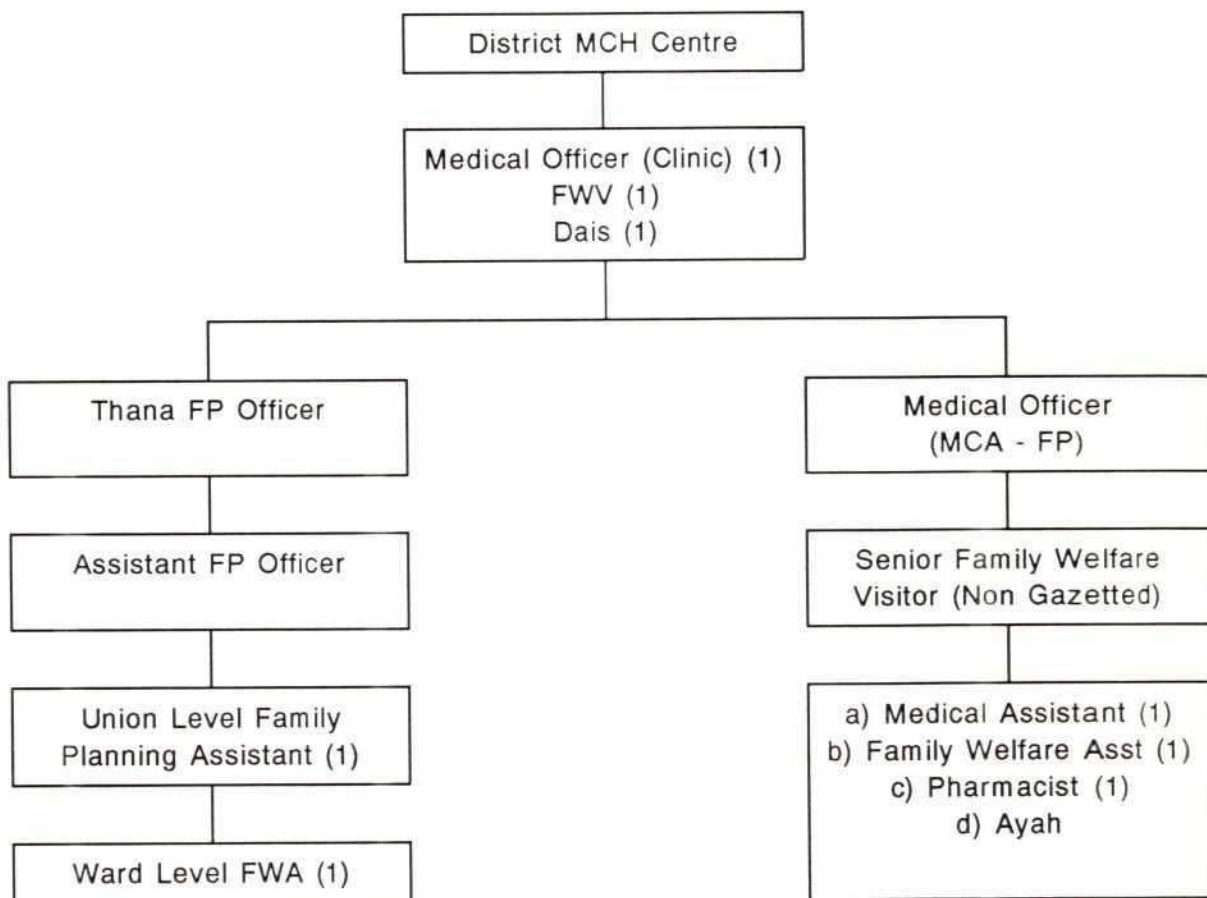 District MCH Centre
Medical Officer (Clinic) (1)
FWV (1)
Dais (1)
Thana FP Officer
Assistant FP Officer
Union Level Family
Planning Assistant (1)
Ward Level FWA (1)
Medical Officer
(MCA - FP)
Senior Family Welfare
Visitor (Non Gazetted)
a) Medical Assistant (1)
b) Family Welfare Asst (1)
c) Pharmacist (1)
d) Ayah